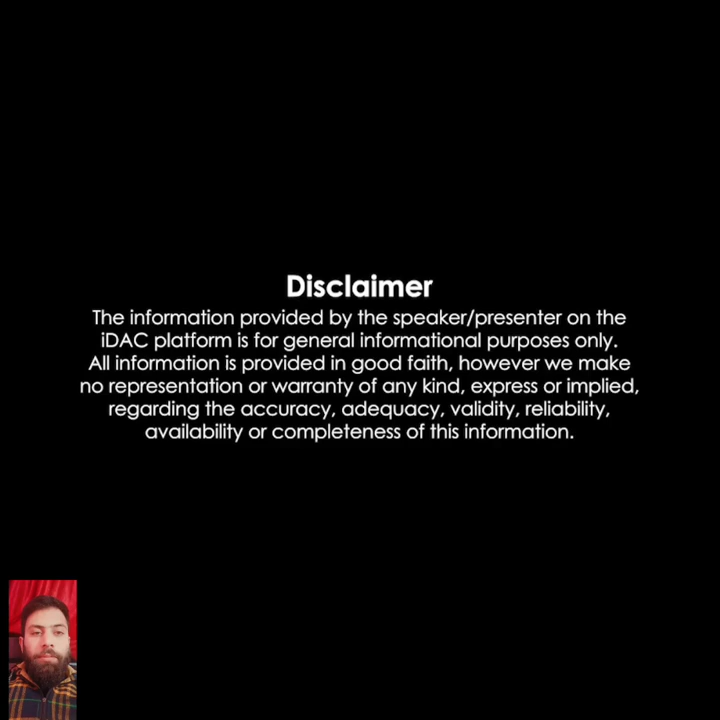 Disclaimer
The information provided by the speaker/presenter on the
iDAC platform is for general informational purposes only.
All information is provided in good faith, however we make
no representation or warranty of any kind, express or implied,
regarding the accuracy, adequacy, validity, reliability,
availability or completeness of this information.